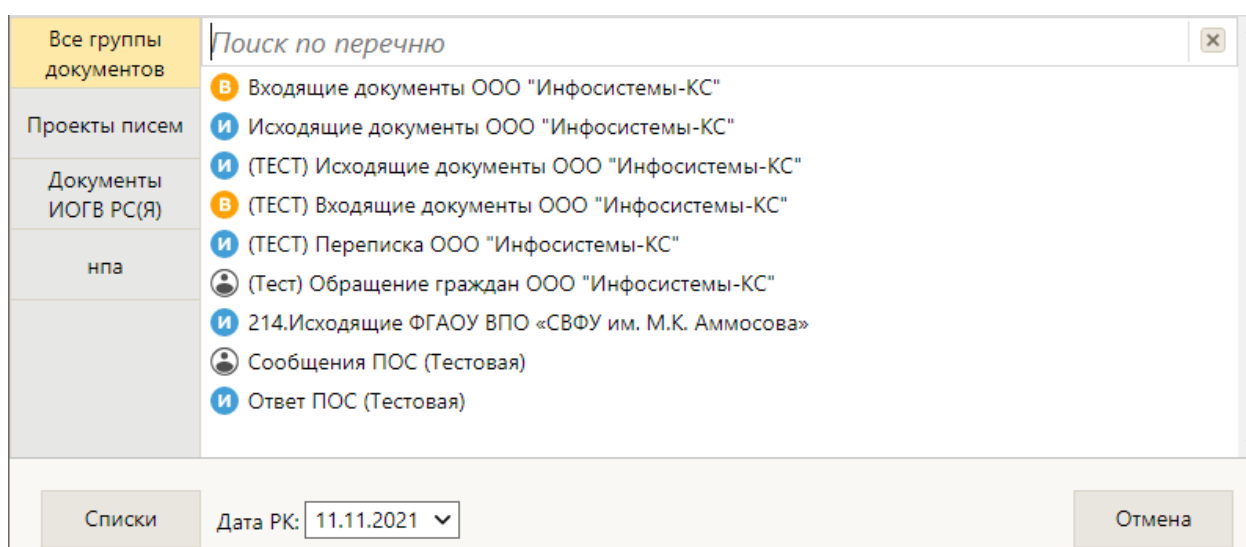 Все группы документов
Поиск по перечню
Проекты писем
Документы ИОГВ РС(Я)
нпа
В Входящие документы ООО "Инфосистемы-КС"
И Исходящие документы ООО "Инфосистемы-КС"
И (ТЕСТ) Исходящие документы ООО "Инфосистемы-КС"
В (ТЕСТ) Входящие документы ООО "Инфосистемы-КС"
И (ТЕСТ) Переписка ООО "Инфосистемы-КС"
(Тест) Обращение граждан ООО "Инфосистемы-КС"
И 214.Исходящие ФГАОУ ВПО «СВФУ им. М.К. Аммосова»
Сообщения ПОС (Тестовая)
И Ответ ПОС (Тестовая)
Списки
Дата РК: 11.11.2021
Отмена